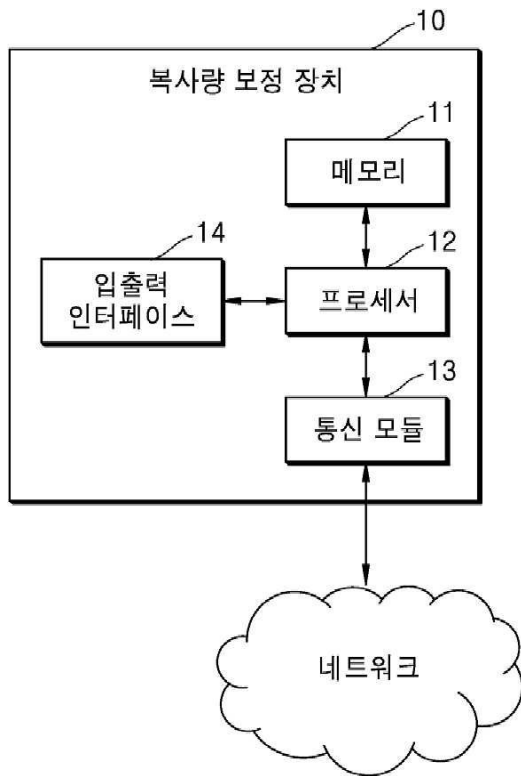 10
복사량 보정 장치
11
메모리
14
12
입출력
인터페이스
프로세서
13
통신 모듈
네트워크